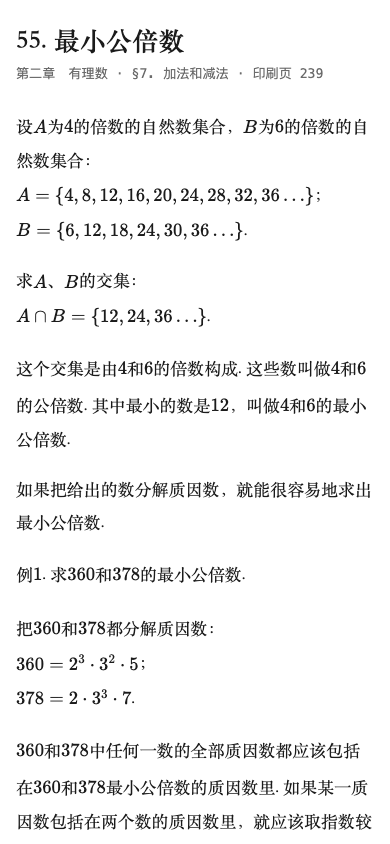 55. 最小公倍数
第二章 有理数 · §7. 加法和减法 · 印刷页 239
设A为4的倍数的自然数集合，B为6的倍数的自
然数集合：
A = {4, 8, 12, 16, 20, 24, 28, 32, 36 …}；
B = {6, 12, 18, 24, 30, 36 …}.
求A、B的交集：
A ∩ B = {12, 24, 36 …}.
这个交集是由4和6的倍数构成. 这些数叫做4和6
的公倍数. 其中最小的数是12，叫做4和6的最小
公倍数.
如果把给出的数分解质因数，就能很容易地求出
最小公倍数.
例1. 求360和378的最小公倍数.
把360和378都分解质因数：
360 = 2³ · 3² · 5；
378 = 2 · 3³ · 7.
360和378中任何一数的全部质因数都应该包括
在360和378最小公倍数的质因数里. 如果某一质
因数包括在两个数的质因数里，就应该取指数较